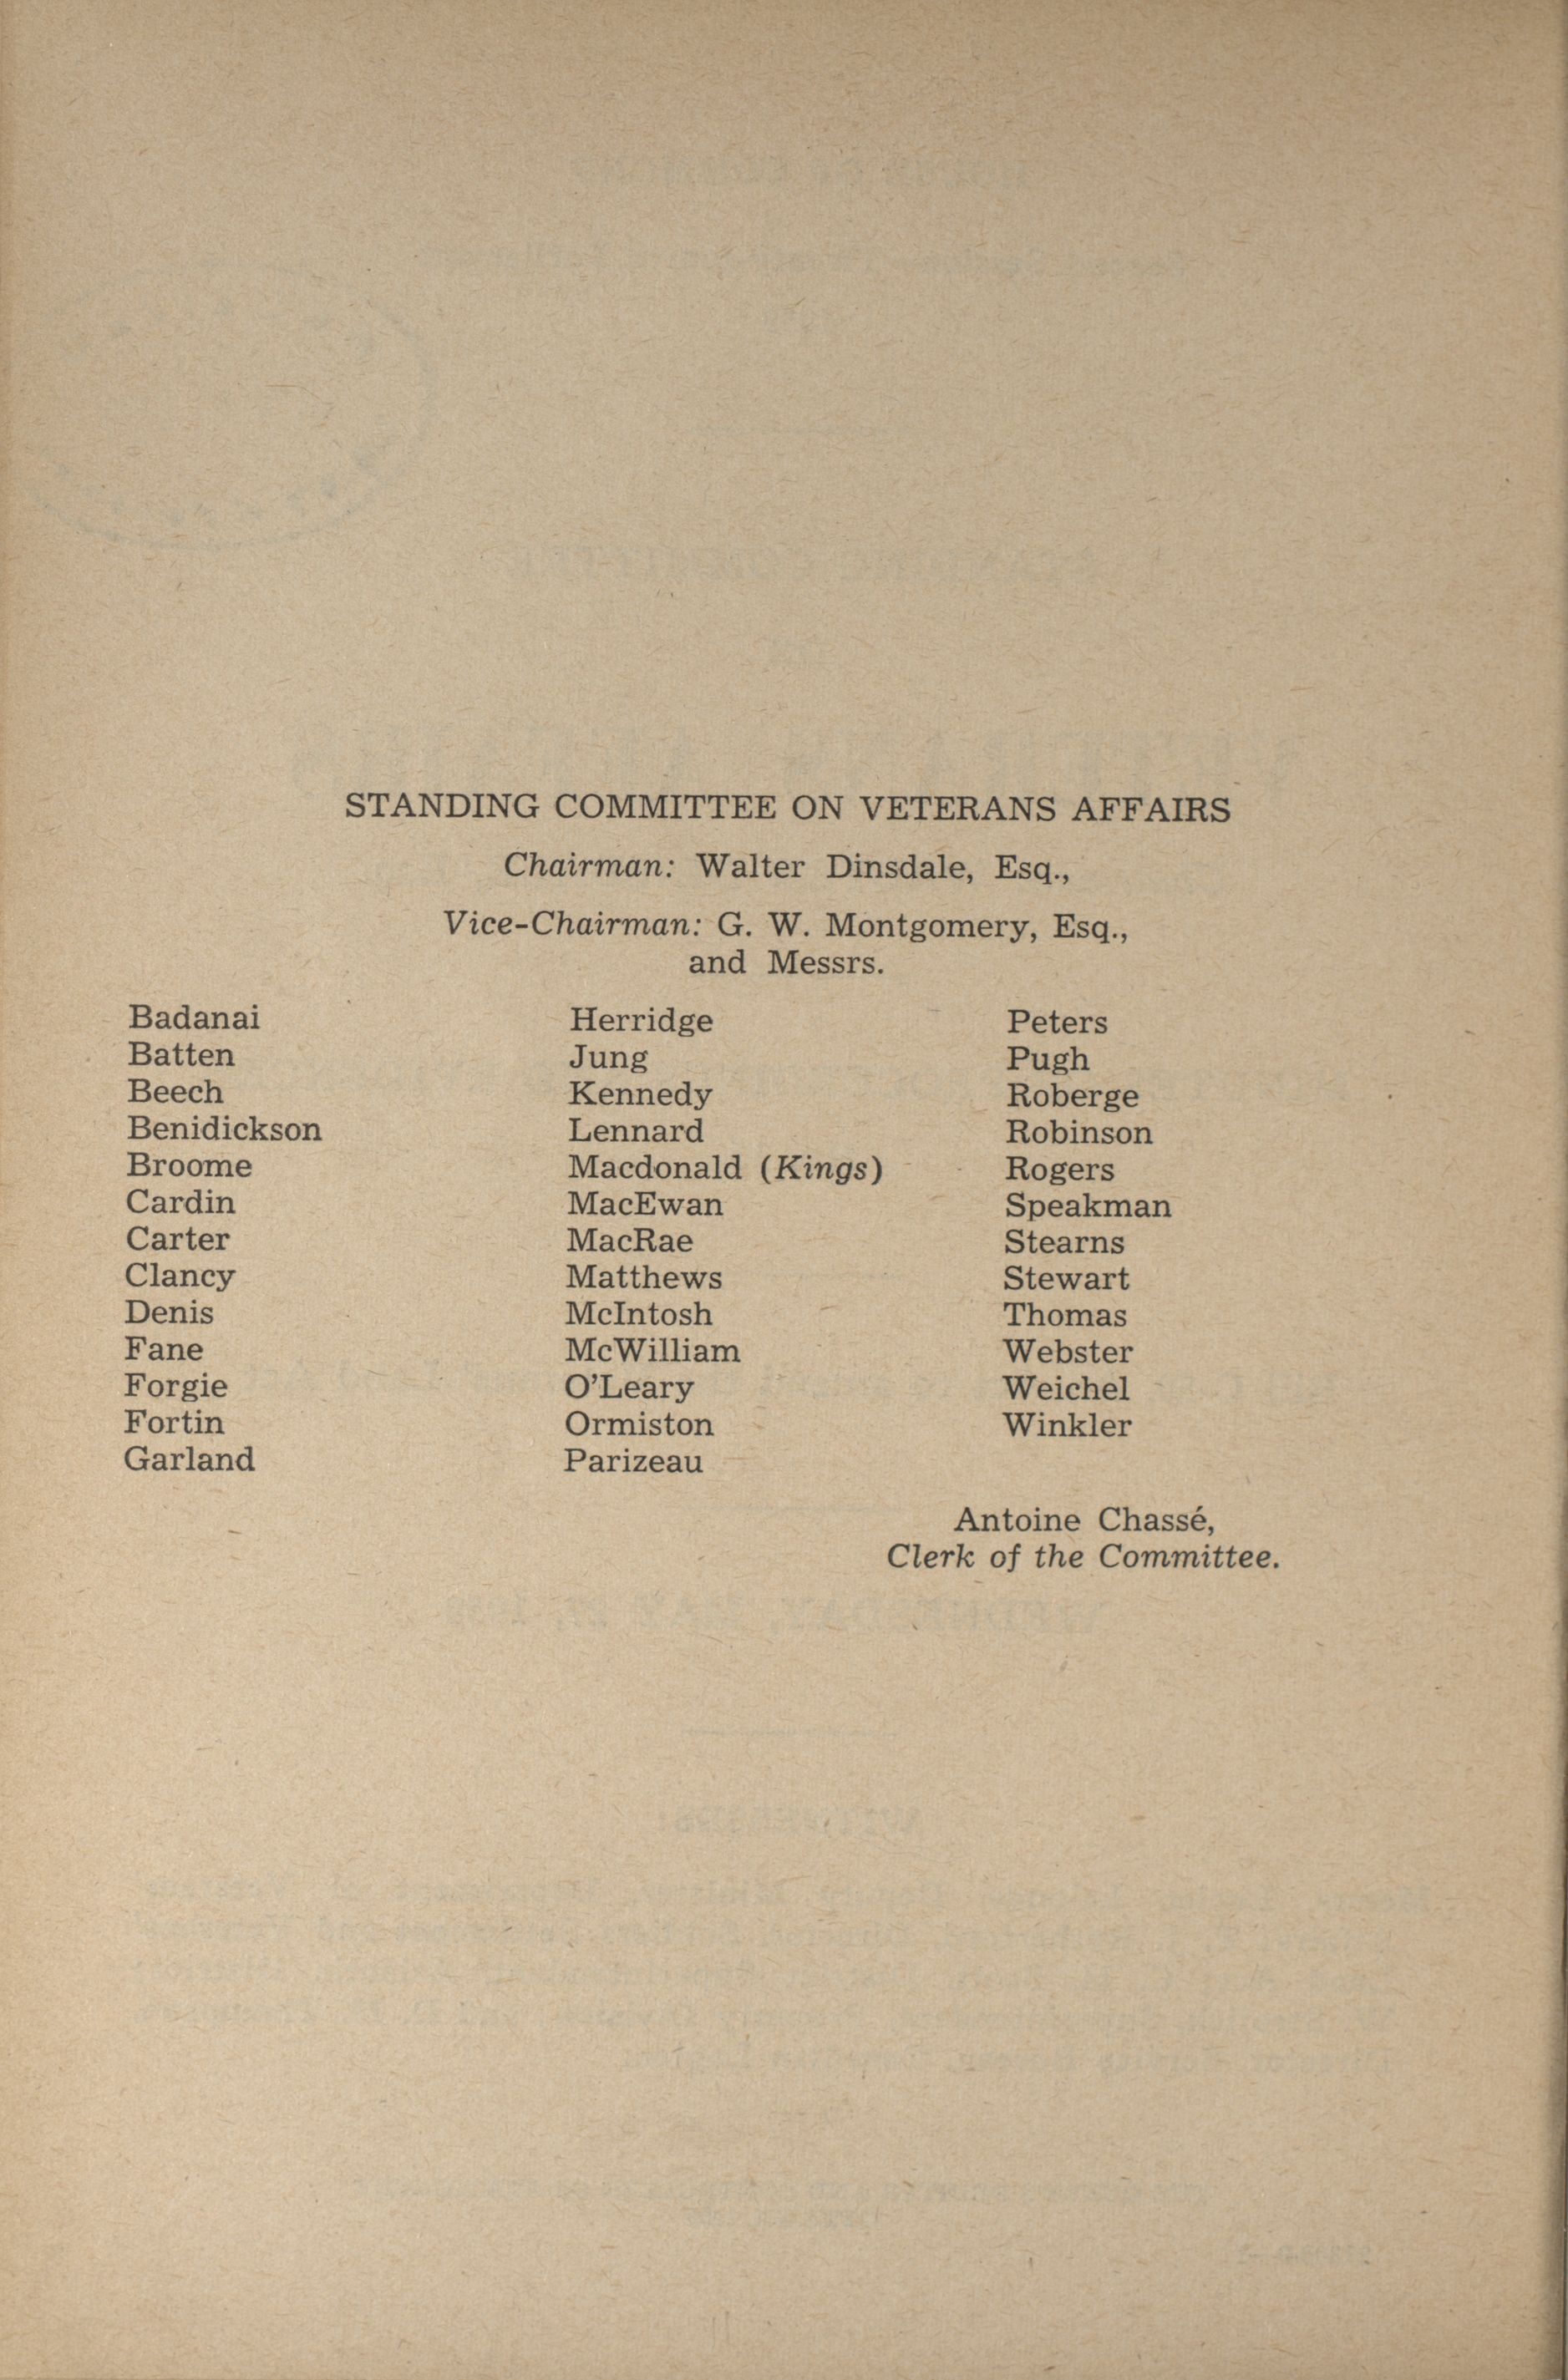 STANDING COMMITTEE ON VETERANS AFFAIRS
Chairman: Walter Dinsdale, Esq.,
Vice-Chairman: G. W. Montgomery, Esq.,
and Messrs.
Badanai
Batten
Beech
Benidickson
Broome
Cardin
Carter
Clancy
Denis
Fane
Forgie
Fortin
Garland
Herridge
Jung
Kennedy
Lennard
Macdonald (Kings)
MacEwan
MacRae
Matthews
McIntosh
McWilliam
O'Leary
Ormiston
Parizeau
Peters
Pugh
Roberge
Robinson
Rogers
Speakman
Stearns
Stewart
Thomas
Webster
Weichel
Winkler
Antoine Chassé,
Clerk of the Committee.